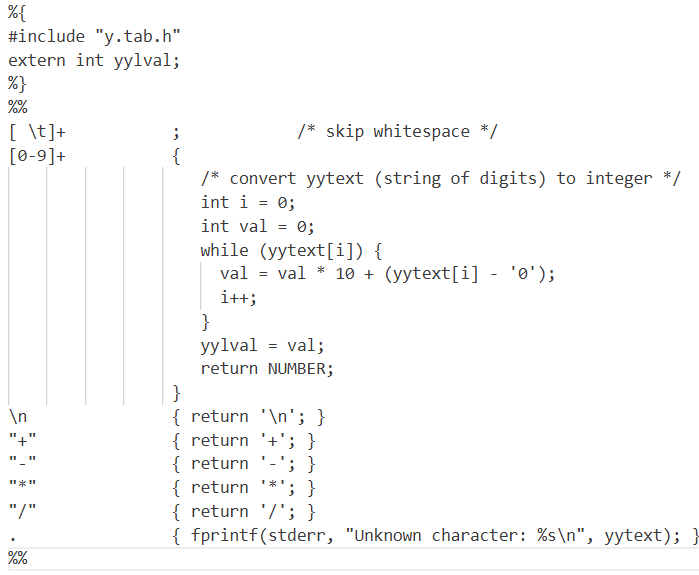 %{
#include "y.tab.h"
extern int yylval;
%}
%%
[ \t]+           ;            /* skip whitespace */
[0-9]+           {
                    /* convert yytext (string of digits) to integer */
                    int i = 0;
                    int val = 0;
                    while (yytext[i]) {
                      val = val * 10 + (yytext[i] - '0');
                      i++;
                    }
                    yylval = val;
                    return NUMBER;
                 }
\n               { return '\n'; }
"+"              { return '+'; }
"-"              { return '-'; }
"*"              { return '*'; }
"/"              { return '/'; }
.                { fprintf(stderr, "Unknown character: %s\n", yytext); }
%%